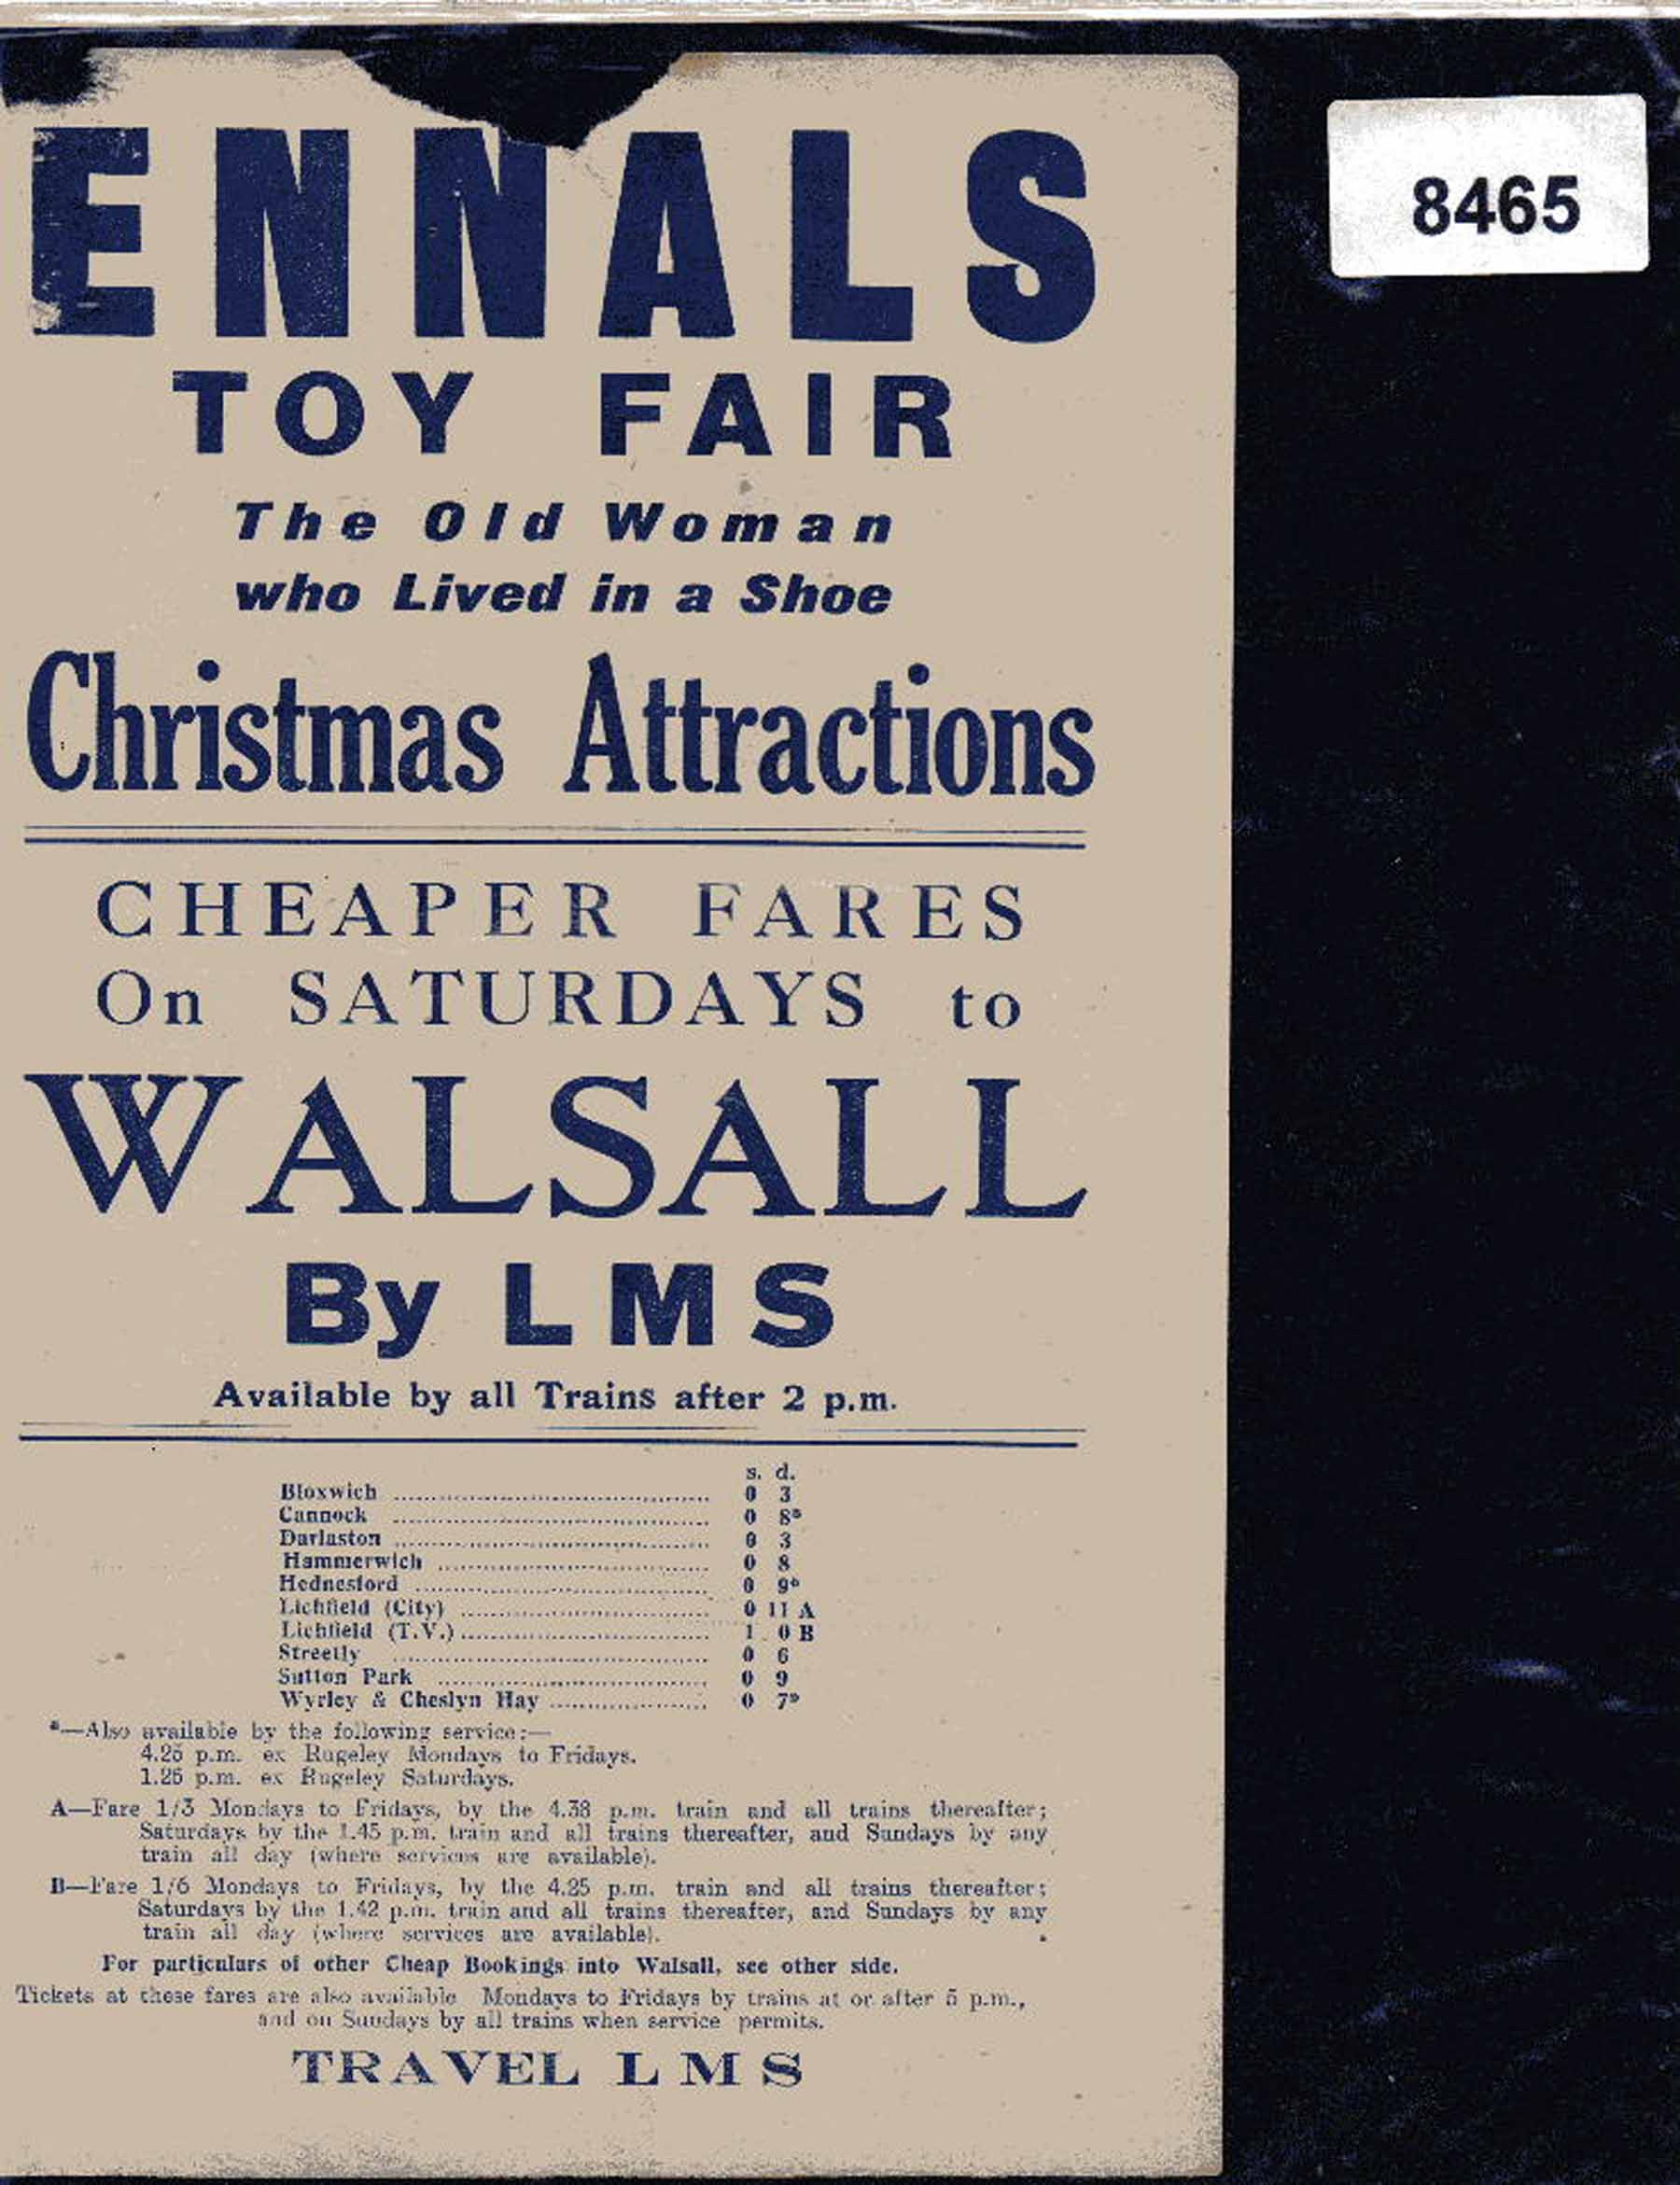 ENNALS
8465
TOY FAIR
The Old Woman
who Lived in a Shoe
Christmas Attractions
CHEAPER FARES
On SATURDAYS to
WALSALL
By LMS
Available by all Trains after 2 p.m.
s. d.
Bloxwich ........ 0 3
Cannock ........ 0 8*
Darlaston ........ 0 3
Hammerwich ........ 0 8
Hednesford ........ 0 9*
Lichfield (City) ........ 0 11 A
Lichfield (T.V.) ........ 1 0 B
Streetly ........ 0 6
Sutton Park ........ 0 9
Wyrley & Cheslyn Hay ........ 0 7*
*—Also available by the following service:—
4.25 p.m. ex Rugeley Mondays to Fridays.
1.25 p.m. ex Rugeley Saturdays.
A—Fare 1/3 Mondays to Fridays, by the 4.38 p.m. train and all trains thereafter;
Saturdays by the 1.45 p.m. train and all trains thereafter, and Sundays by any
train all day (where services are available).
B—Fare 1/6 Mondays to Fridays, by the 4.25 p.m. train and all trains thereafter;
Saturdays by the 1.42 p.m. train and all trains thereafter, and Sundays by any
train all day (where services are available).
For particulars of other Cheap Bookings into Walsall, see other side.
Tickets at these fares are also available Mondays to Fridays by trains at or after 5 p.m.,
and on Sundays by all trains when service permits.
TRAVEL LMS